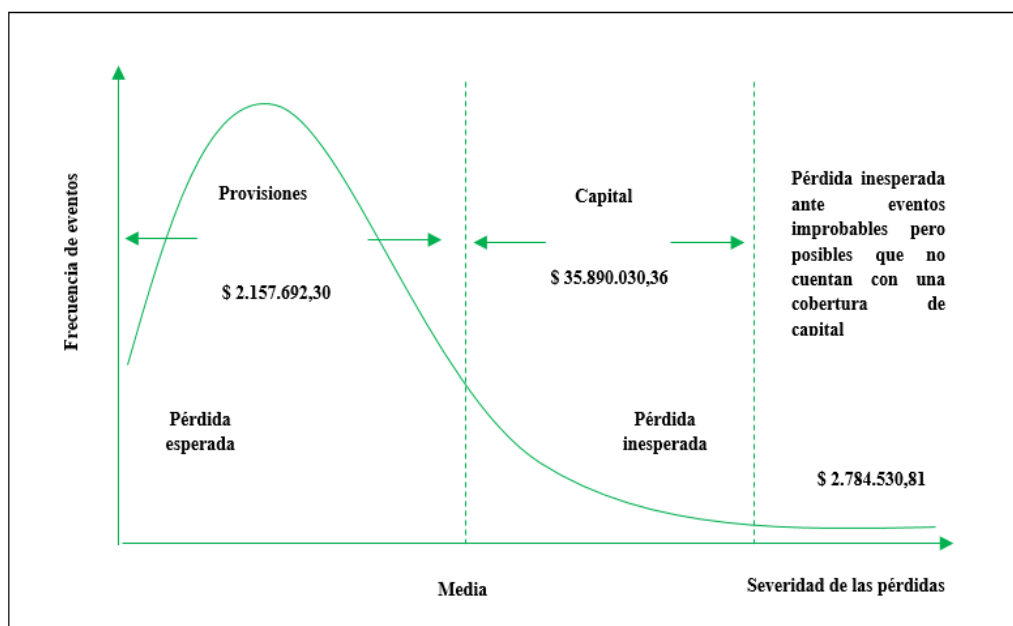 Frecuencia de eventos
Provisiones
$ 2.157.692,30
Pérdida
esperada
Capital
$ 35.890.030,36
Pérdida
inesperada
Pérdida inesperada
ante eventos
improbables pero
posibles que no
cuentan con una
cobertura de
capital
$ 2.784.530,81
Media
Severidad de las pérdidas